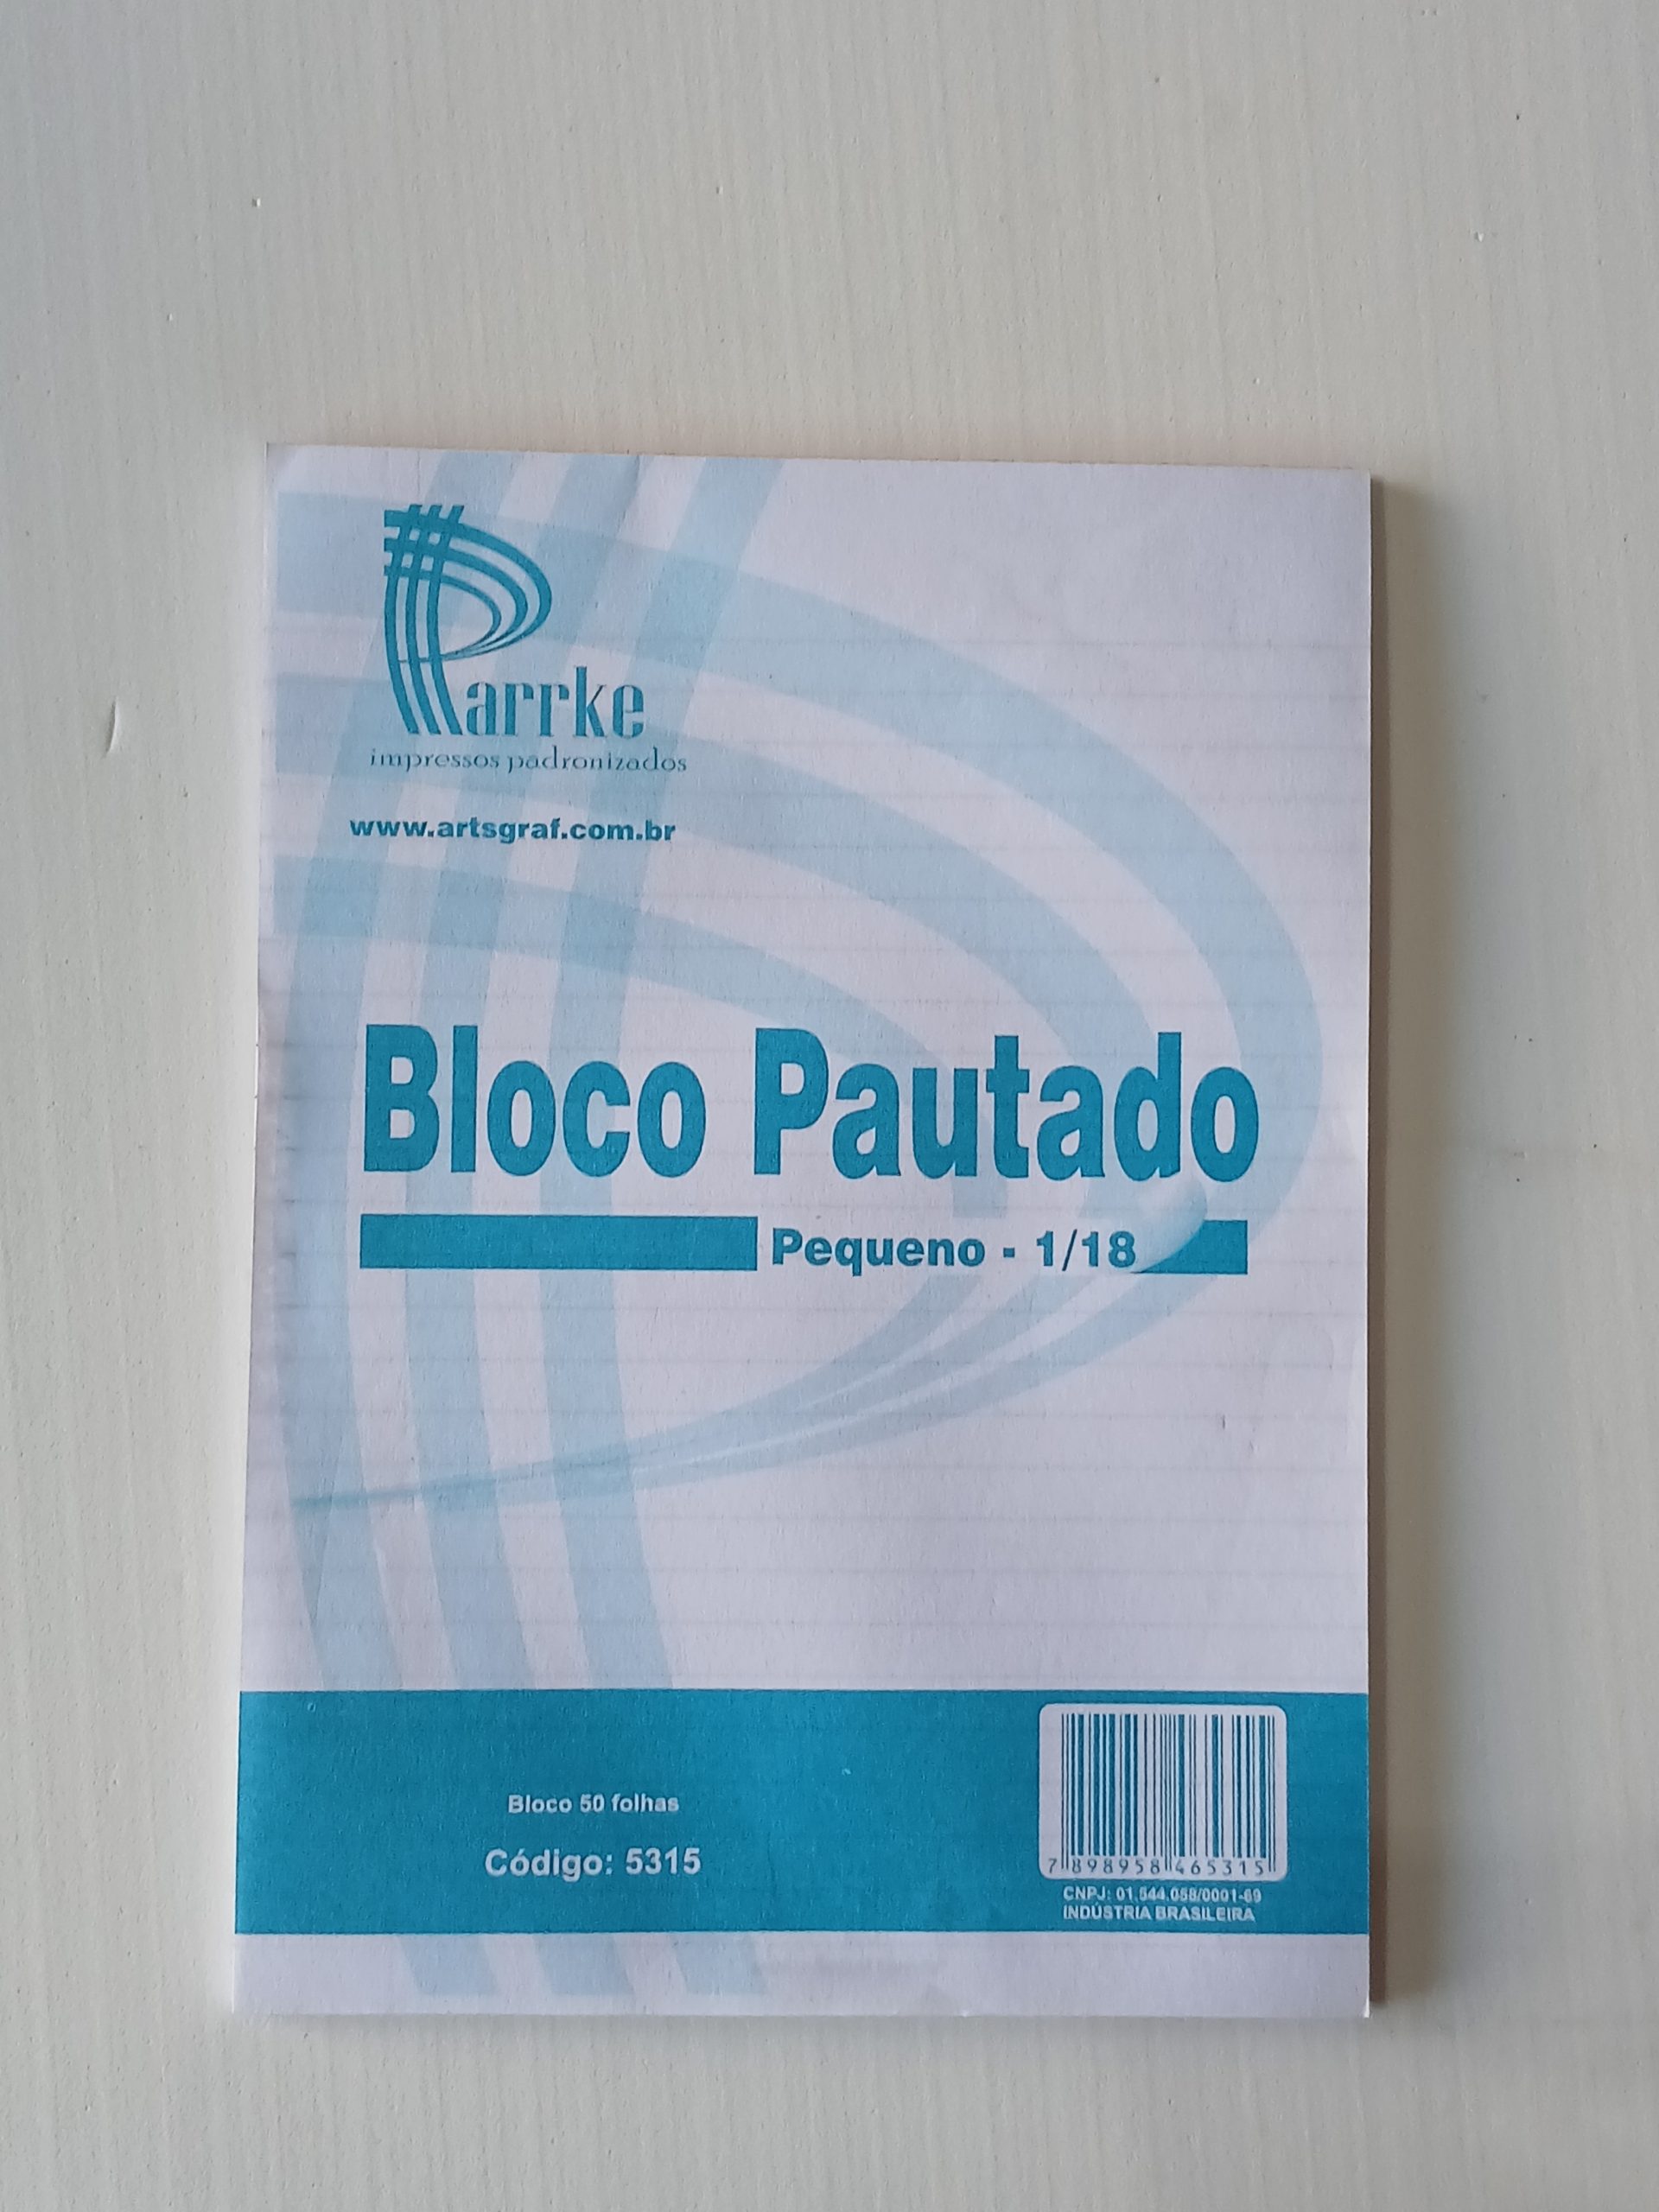 Parrke
impressos padronizados
www.artsgraf.com.br
Bloco Pautado
Pequeno - 1/18
Bloco 50 folhas
Código: 5315
7 898958 465315
CNPJ: 01.544.058/0001-69
INDÚSTRIA BRASILEIRA